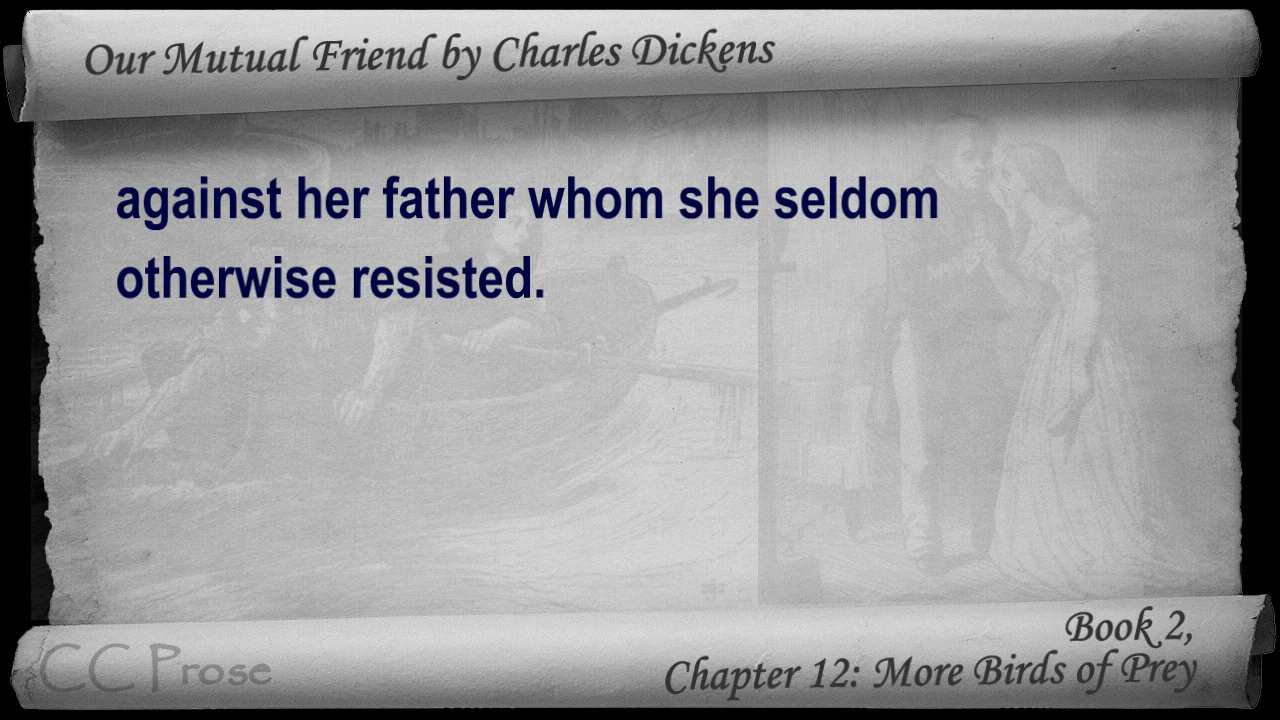 Our Mutual Friend by Charles Dickens
against her father whom she seldom
otherwise resisted.
CC Prose
Book 2,
Chapter 12: More Birds of Prey